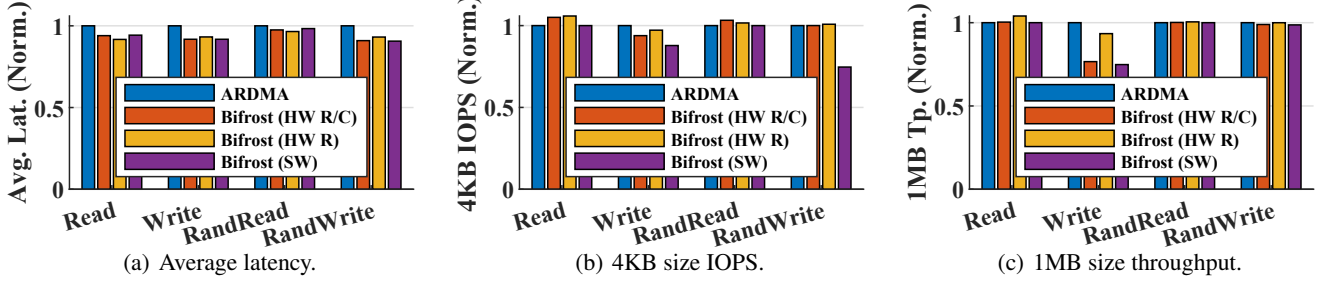 Avg. Lat. (Norm.)
1
0.5
0
ARDMA
Bifrost (HW R/C)
Bifrost (HW R)
Bifrost (SW)
Read
Write
RandRead
RandWrite
(a) Average latency.
4KB IOPS (Norm.)
1
0.5
0
ARDMA
Bifrost (HW R/C)
Bifrost (HW R)
Bifrost (SW)
Read
Write
RandRead
RandWrite
(b) 4KB size IOPS.
1MB Tp. (Norm.)
1
0.5
0
ARDMA
Bifrost (HW R/C)
Bifrost (HW R)
Bifrost (SW)
Read
Write
RandRead
RandWrite
(c) 1MB size throughput.